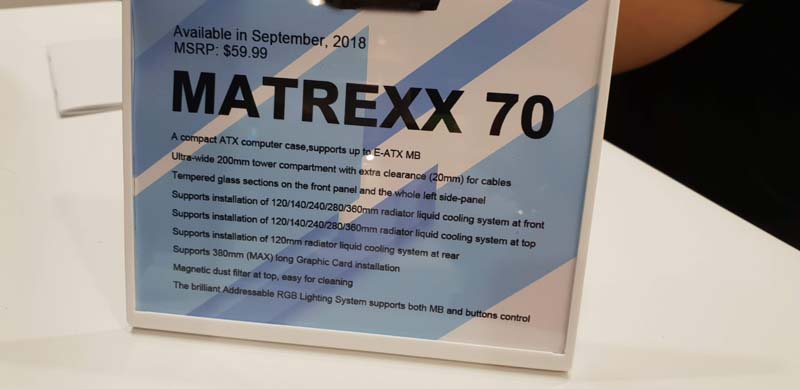 Available in September, 2018
MSRP: $59.99
MATREXX 70
A compact ATX computer case,supports up to E-ATX MB
Ultra-wide 200mm tower compartment with extra clearance (20mm) for cables
Tempered glass sections on the front panel and the whole left side-panel
Supports installation of 120/140/240/280/360mm radiator liquid cooling system at front
Supports installation of 120/140/240/280/360mm radiator liquid cooling system at top
Supports installation of 120mm radiator liquid cooling system at rear
Supports 380mm (MAX) long Graphic Card installation
Magnetic dust filter at top, easy for cleaning
The brilliant Addressable RGB Lighting System supports both MB and buttons control